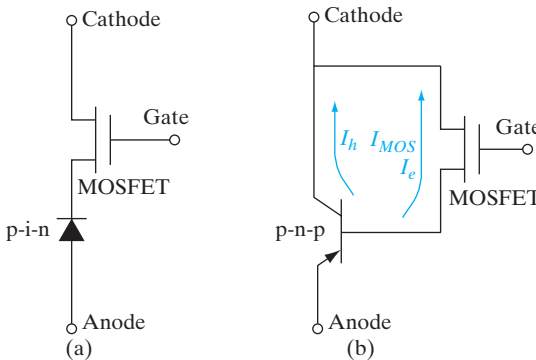 Cathode
Gate
MOSFET
p-i-n
Anode
(a)
Cathode
I_h I_MOS
I_e
Gate
MOSFET
p-n-p
Anode
(b)